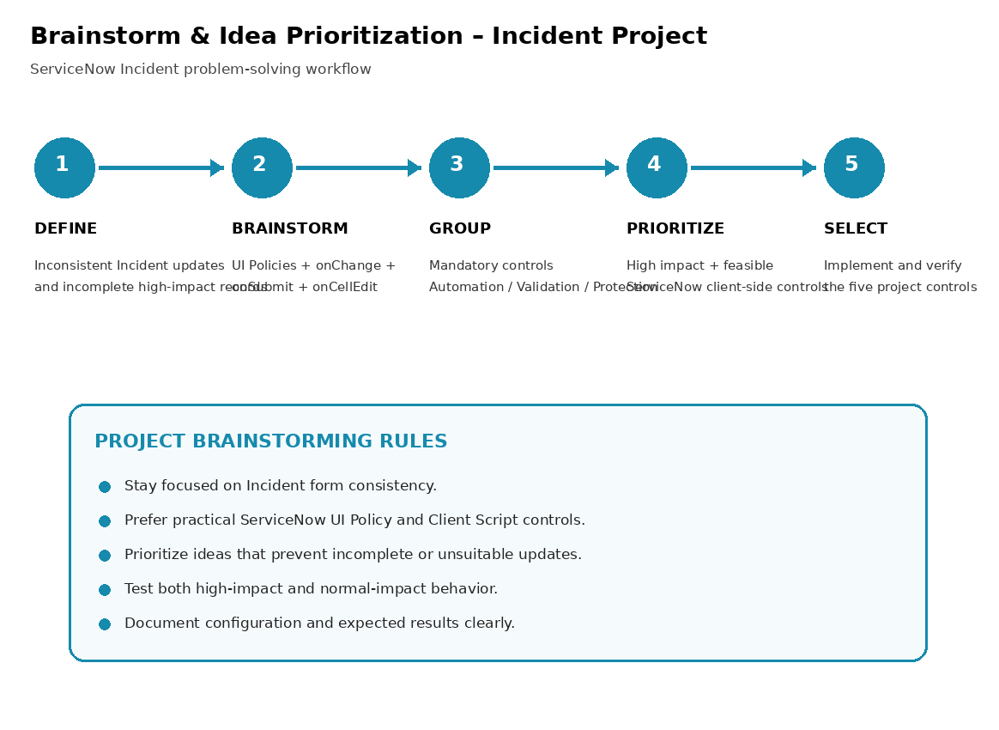 Brainstorm & Idea Prioritization – Incident Project
ServiceNow Incident problem-solving workflow
1
2
3
4
5
DEFINE
BRAINSTORM
GROUP
PRIORITIZE
SELECT
Inconsistent Incident updates
and incomplete high-impact records
UI Policies + onChange +
onSubmit + onCellEdit
Mandatory controls
Automation / Validation / Protection
High impact + feasible
ServiceNow client-side controls
Implement and verify
the five project controls
PROJECT BRAINSTORMING RULES
Stay focused on Incident form consistency.
Prefer practical ServiceNow UI Policy and Client Script controls.
Prioritize ideas that prevent incomplete or unsuitable updates.
Test both high-impact and normal-impact behavior.
Document configuration and expected results clearly.